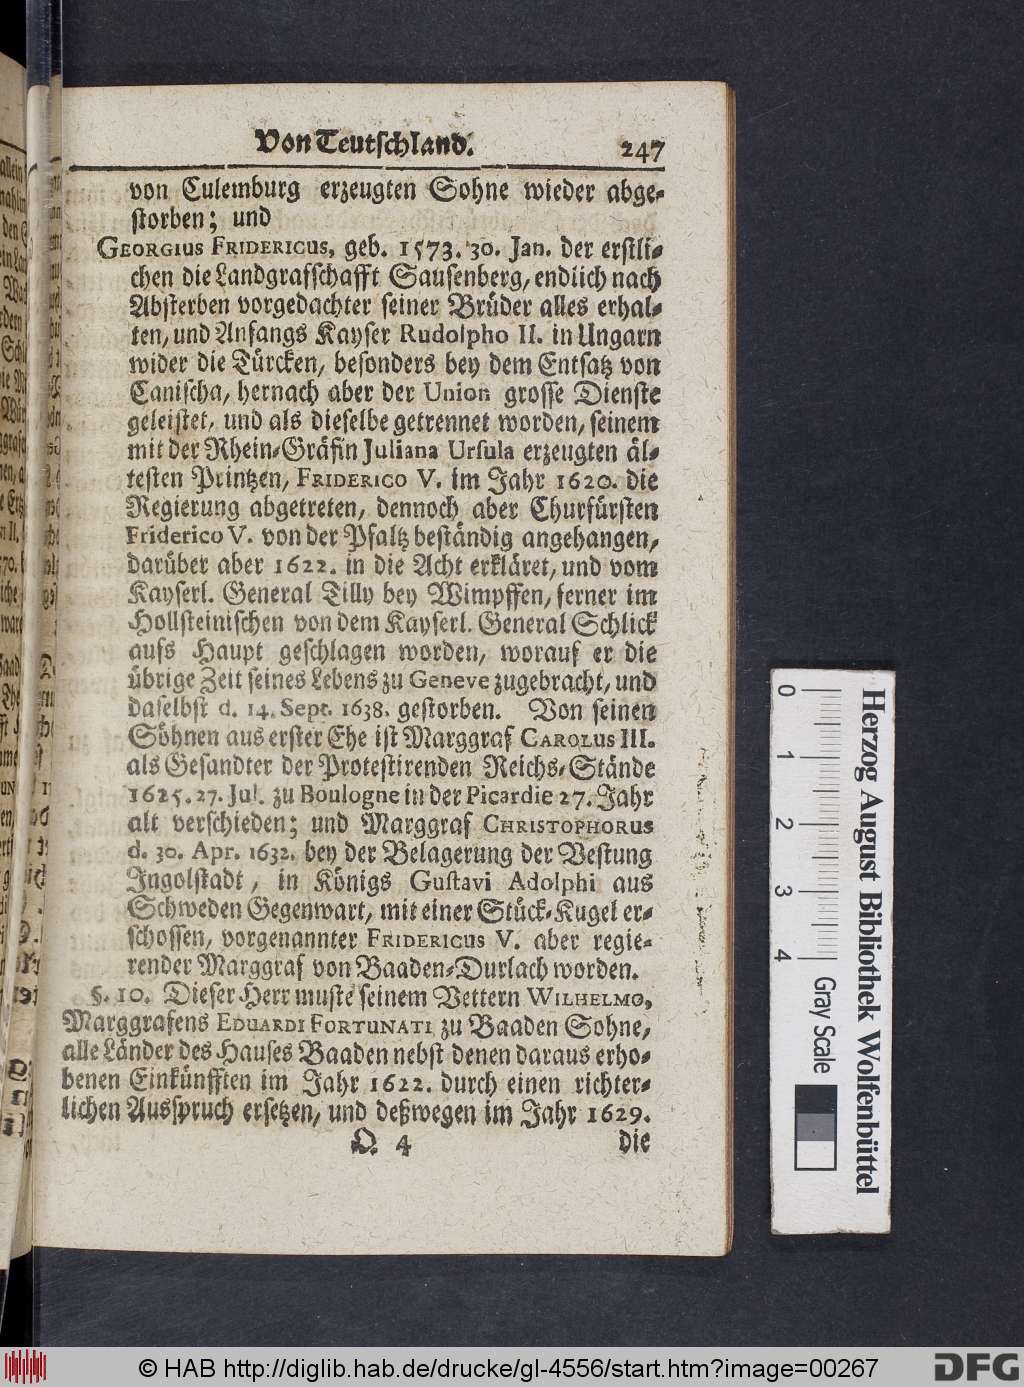 Von Teutschland. 247
von Culemburg erzeugten Sohne wieder abge-
storben; und
GEORGIUS FRIDERICUS, geb. 1573. 30. Jan. der erstli-
chen die Landgrafschafft Sausenberg, endlich nach
Absterben vorgedachter seiner Brüder alles erhal-
ten, und Anfangs Kayser Rudolpho II. in Ungarn
wider die Türcken, besonders bey dem Entsatz von
Canischa, hernach aber der Union grosse Dienste
geleistet, und als dieselbe getrennet worden, seinem
mit der Rhein-Gräfin Juliana Ursula erzeugten äl-
testen Printzen, FRIDERICO V. im Jahr 1620. die
Regierung abgetreten, dennoch aber Churfürsten
Friderico V. von der Pfaltz beständig angehangen,
darüber aber 1622. in die Acht erkläret, und vom
Kayserl. General Tilly bey Wimpffen, ferner im
Hollsteinischen von dem Kayserl. General Schlick
aufs Haupt geschlagen worden, worauf er die
übrige Zeit seines Lebens zu Geneve zugebracht, und
daselbst d. 14. Sept. 1638. gestorben. Von seinen
Söhnen aus erster Ehe ist Marggraf CAROLUS III.
als Gesandter der Protestirenden Reichs-Stände
1625. 27. Jul. zu Boulogne in der Picardie 27. Jahr
alt verschieden; und Marggraf CHRISTOPHORUS
d. 30. Apr. 1632. bey der Belagerung der Vestung
Ingolstadt, in Königs Gustavi Adolphi aus
Schweden Gegenwart, mit einer Stück-Kugel er-
schossen, vorgenannter FRIDERICUS V. aber regie-
render Marggraf von Baaden-Durlach worden.
§. 10. Dieser Herr muste seinem Vettern WILHELMO,
Marggrafens EDUARDI FORTUNATI zu Baaden Sohne,
alle Länder des Hauses Baaden nebst denen daraus erho-
benen Einkünfften im Jahr 1622. durch einen richter-
lichen Ausspruch ersetzen, und deßwegen im Jahr 1629.
Q 4 die
0 1 2 3 4 Gray Scale
Herzog August Bibliothek Wolfenbüttel
© HAB http://diglib.hab.de/drucke/gl-4556/start.htm?image=00267
DFG